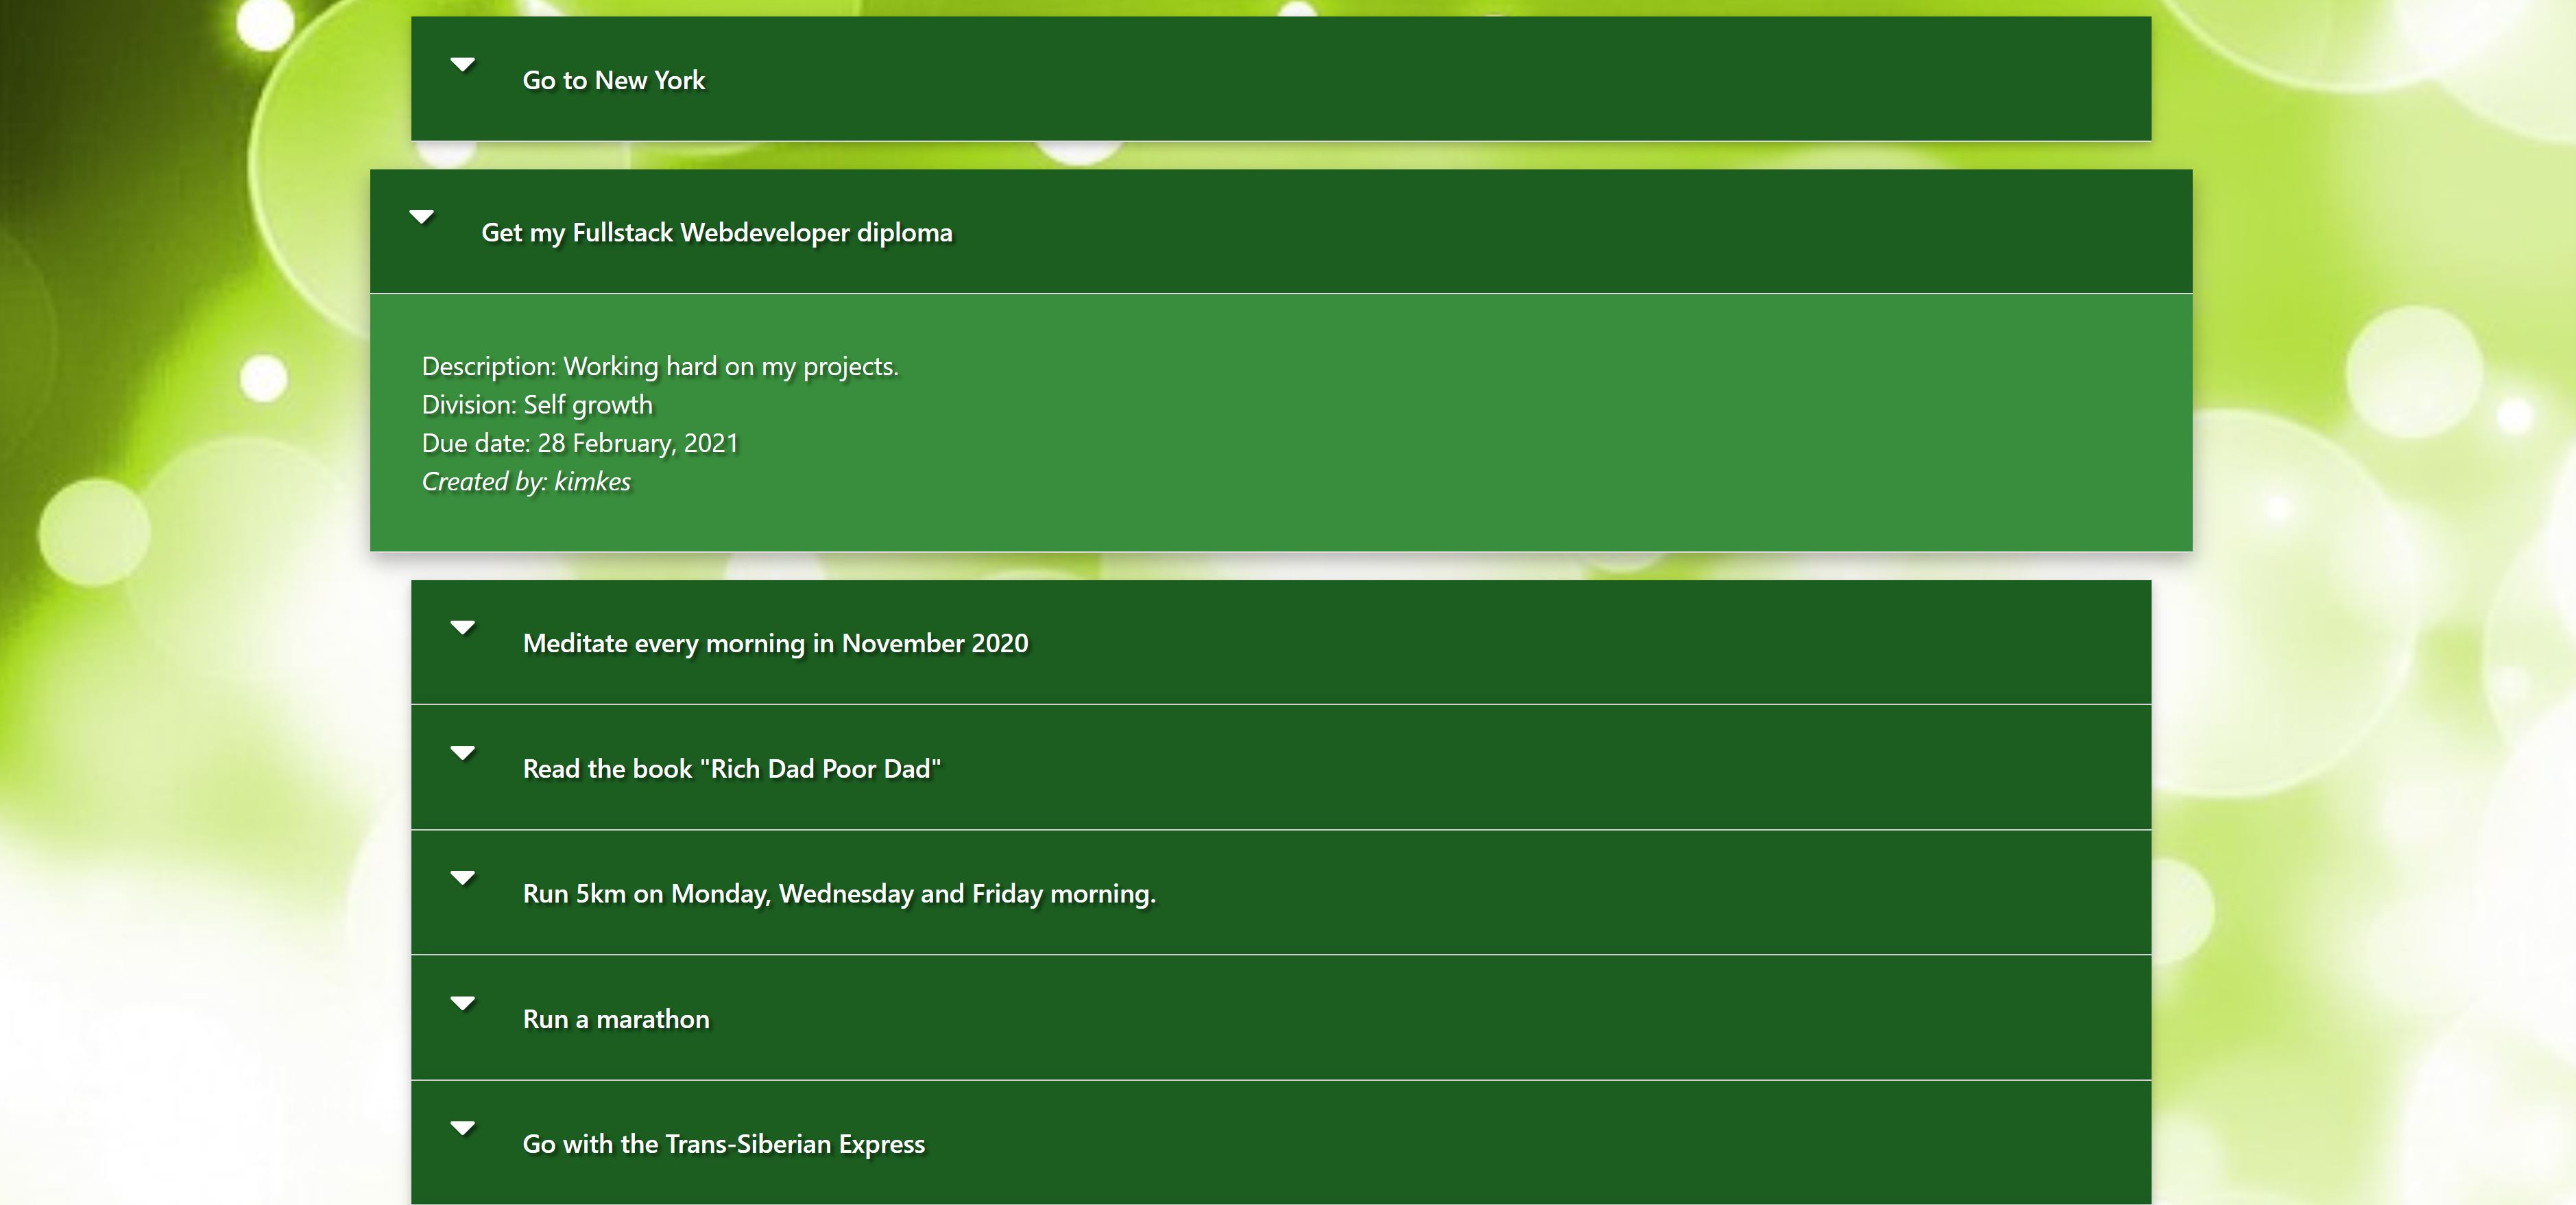 Go to New York
Get my Fullstack Webdeveloper diploma
Description: Working hard on my projects.
Division: Self growth
Due date: 28 February, 2021
Created by: kimkes
Meditate every morning in November 2020
Read the book "Rich Dad Poor Dad"
Run 5km on Monday, Wednesday and Friday morning.
Run a marathon
Go with the Trans-Siberian Express